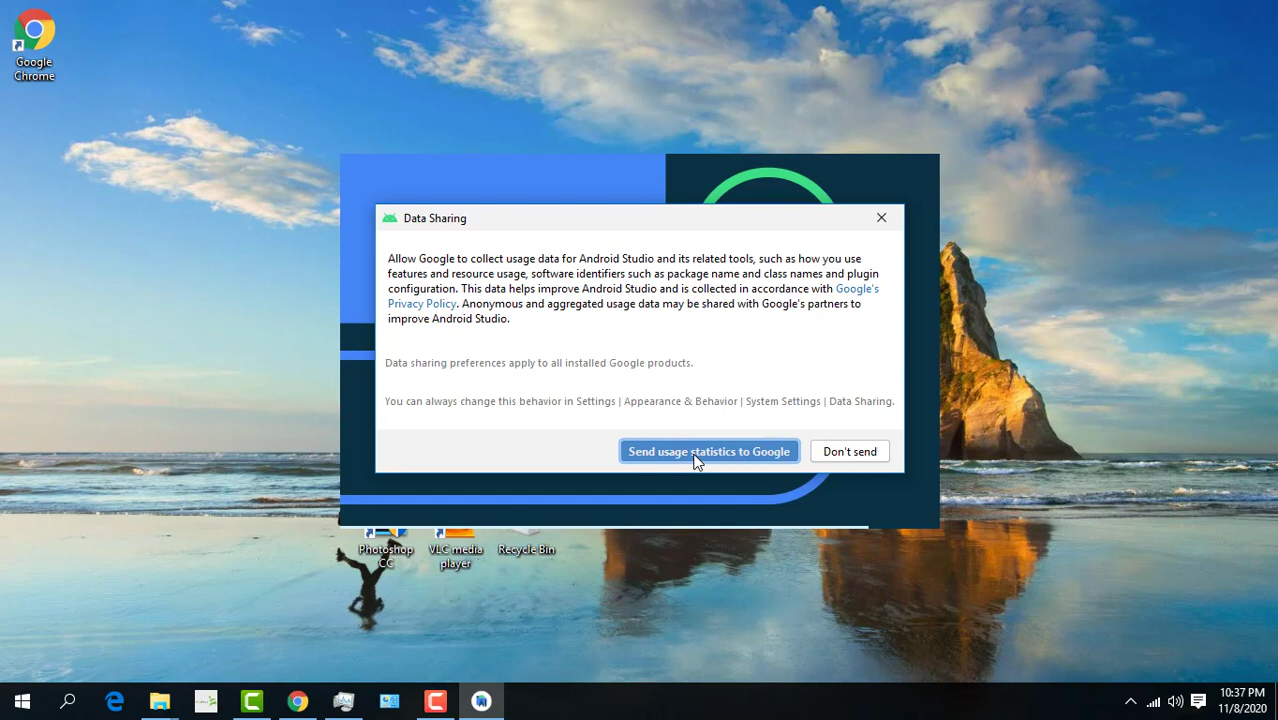 Google
Chrome
Data Sharing
Allow Google to collect usage data for Android Studio and its related tools, such as how you use
features and resource usage, software identifiers such as package name and class names and plugin
configuration. This data helps improve Android Studio and is collected in accordance with Google's
Privacy Policy. Anonymous and aggregated usage data may be shared with Google's partners to
improve Android Studio.
Data sharing preferences apply to all installed Google products.
You can always change this behavior in Settings | Appearance & Behavior | System Settings | Data Sharing.
Send usage statistics to Google
Don't send
Photoshop
CC
VLC media
player
Recycle Bin
10:37 PM
11/8/2020